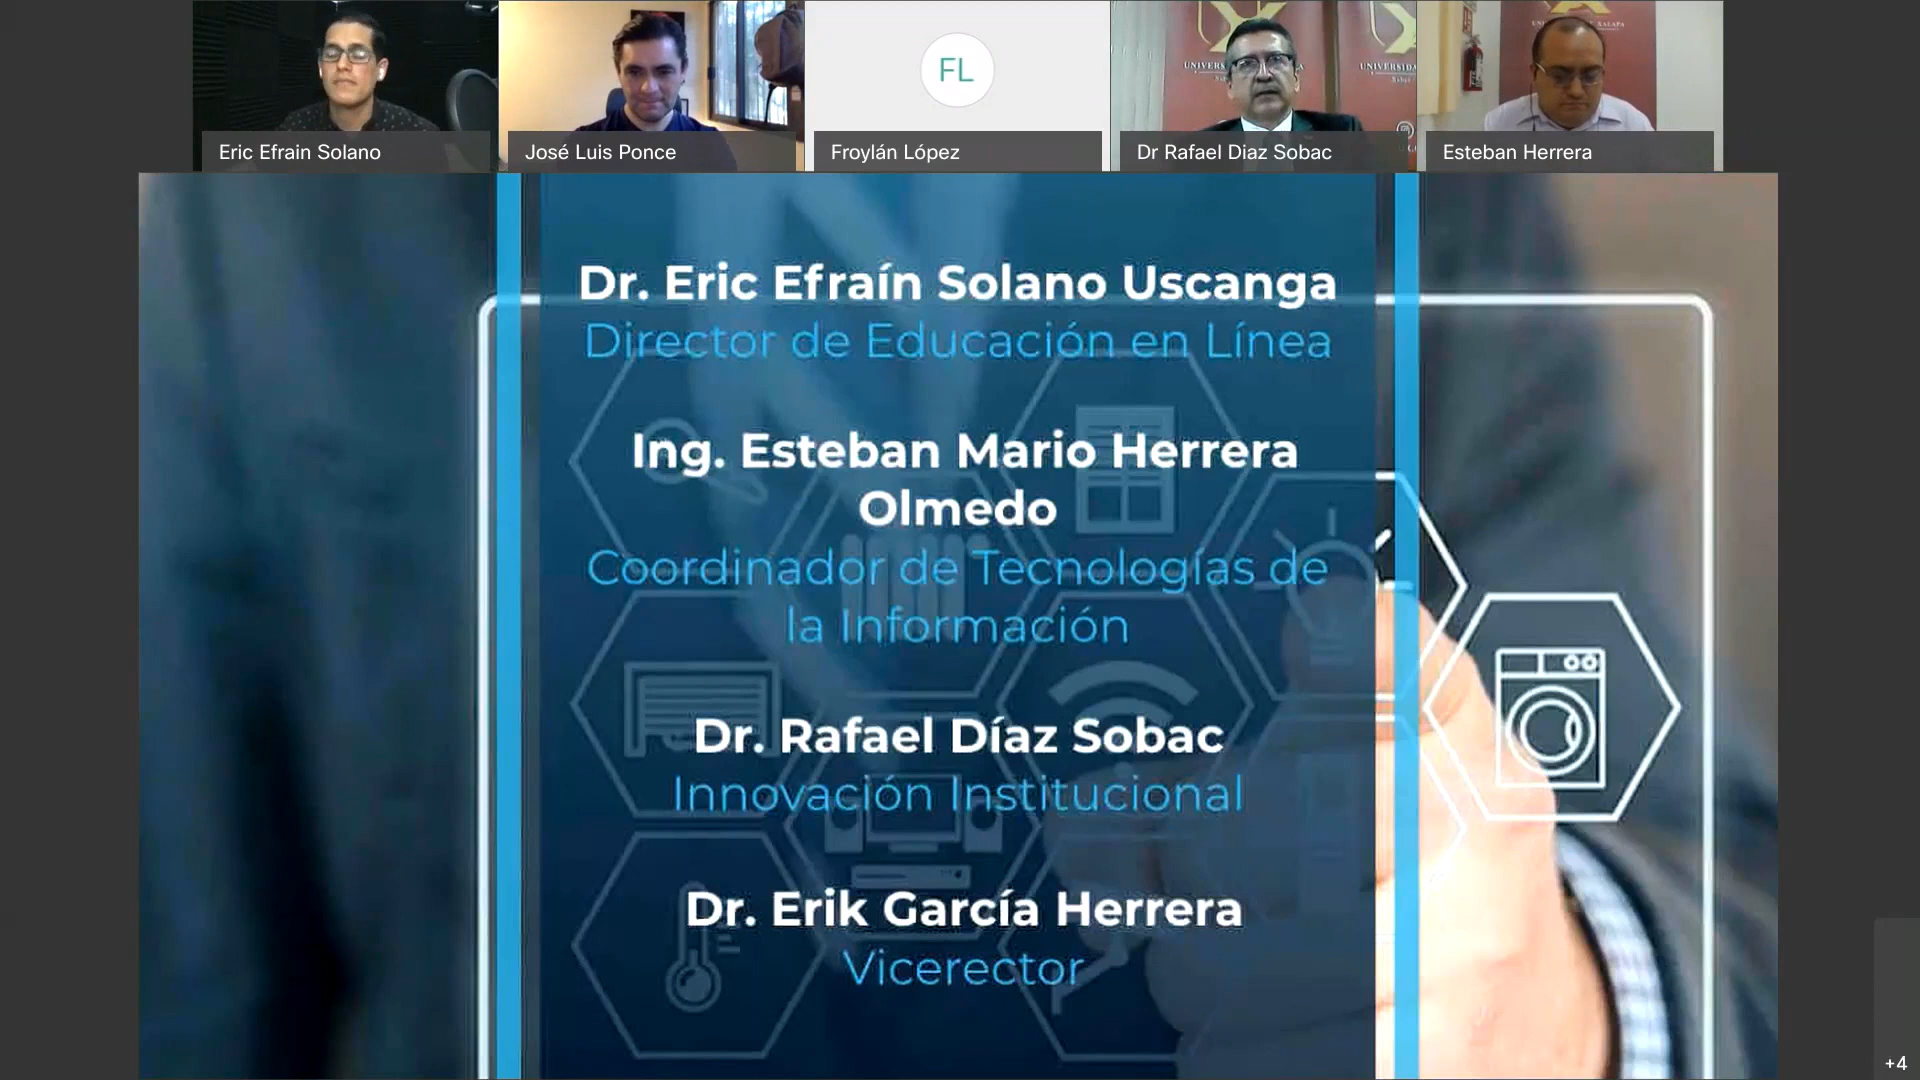 FL
UNIVERSIDAD
UNIVERSIDA
Eric Efrain Solano
José Luis Ponce
Froylán López
Dr Rafael Diaz Sobac
Esteban Herrera
Dr. Eric Efraín Solano Uscanga
Director de Educación en Línea
Ing. Esteban Mario Herrera
Olmedo
Coordinador de Tecnologías de
la Información
Dr. Rafael Díaz Sobac
Innovación Institucional
Dr. Erik García Herrera
Vicerector
+4